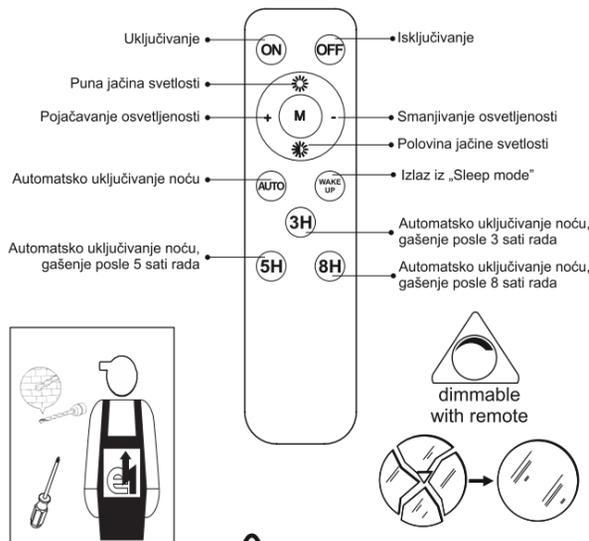 Uključivanje
ON
OFF
Isključivanje
Puna jačina svetlosti
Pojačavanje osvetljenosti
+
M
-
Smanjivanje osvetljenosti
Polovina jačine svetlosti
Automatsko uključivanje noću
AUTO
WAKE
UP
Izlaz iz „Sleep mode”
3H
Automatsko uključivanje noću,
gašenje posle 3 sati rada
Automatsko uključivanje noću,
gašenje posle 5 sati rada
5H
8H
Automatsko uključivanje noću,
gašenje posle 8 sati rada
dimmable
with remote